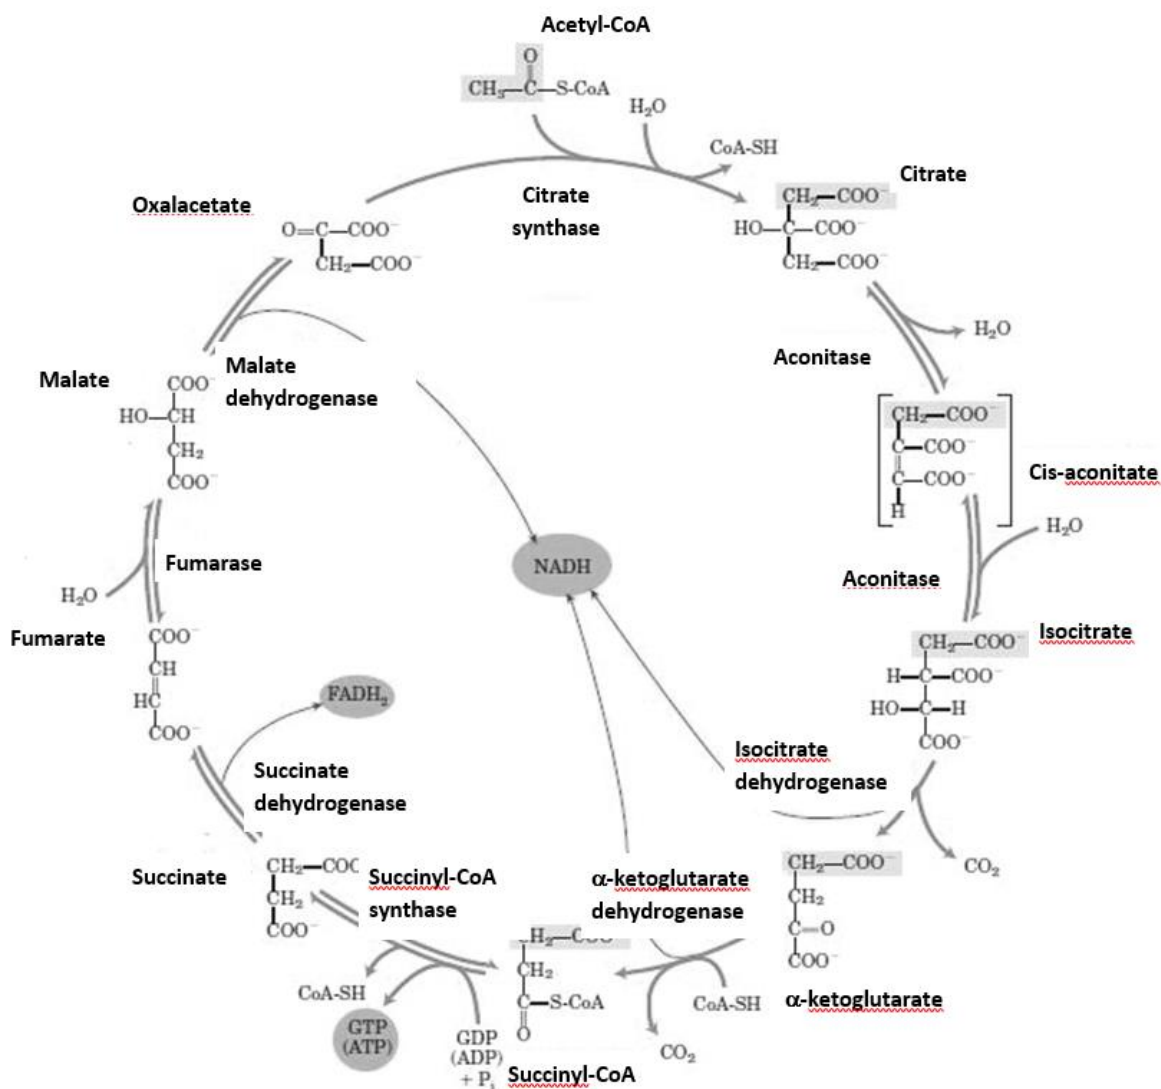 Acetyl-CoA
O
CH₃—C—S-CoA
H₂O
CoA-SH
Citrate
synthase
Citrate
CH₂—COO⁻
HO—C—COO⁻
CH₂—COO⁻
H₂O
Aconitase
CH₂—COO⁻
C—COO⁻
C—COO⁻
H
Cis-aconitate
H₂O
Aconitase
Isocitrate
CH₂—COO⁻
H—C—COO⁻
HO—C—H
COO⁻
Isocitrate
dehydrogenase
CO₂
CH₂—COO⁻
CH₂
C=O
COO⁻
α-ketoglutarate
α-ketoglutarate
dehydrogenase
CoA-SH
CO₂
CH₂—COO⁻
CH₂
C—S-CoA
O
Succinyl-CoA
Succinyl-CoA
synthase
GDP
(ADP)
+ Pᵢ
GTP
(ATP)
CoA-SH
Succinate
CH₂—COO
CH₂
COO⁻
Succinate
dehydrogenase
FADH₂
Fumarate
COO⁻
CH
HC
COO⁻
Fumarase
H₂O
Malate
COO⁻
HO—CH
CH₂
COO⁻
Malate
dehydrogenase
NADH
Oxalacetate
O=C—COO⁻
CH₂—COO⁻